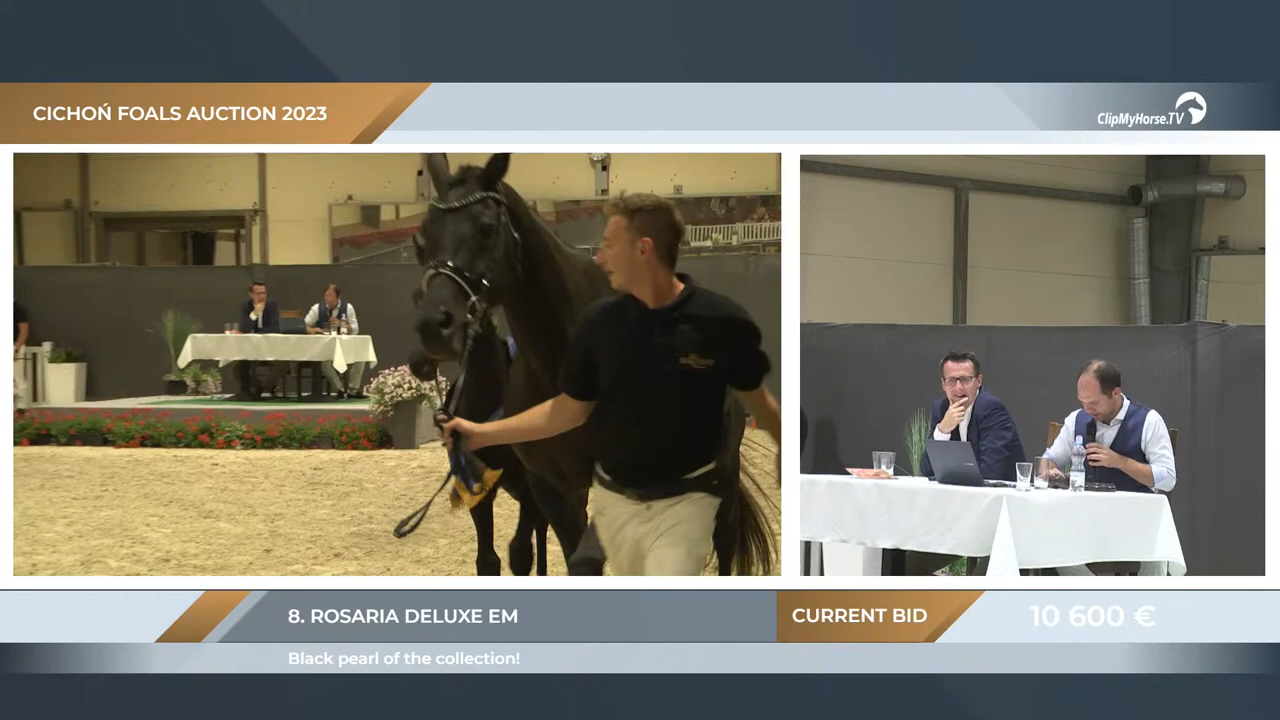 CICHOŃ FOALS AUCTION 2023
ClipMyHorse.TV
8. ROSARIA DELUXE EM
CURRENT BID
10 600 €
Black pearl of the collection!